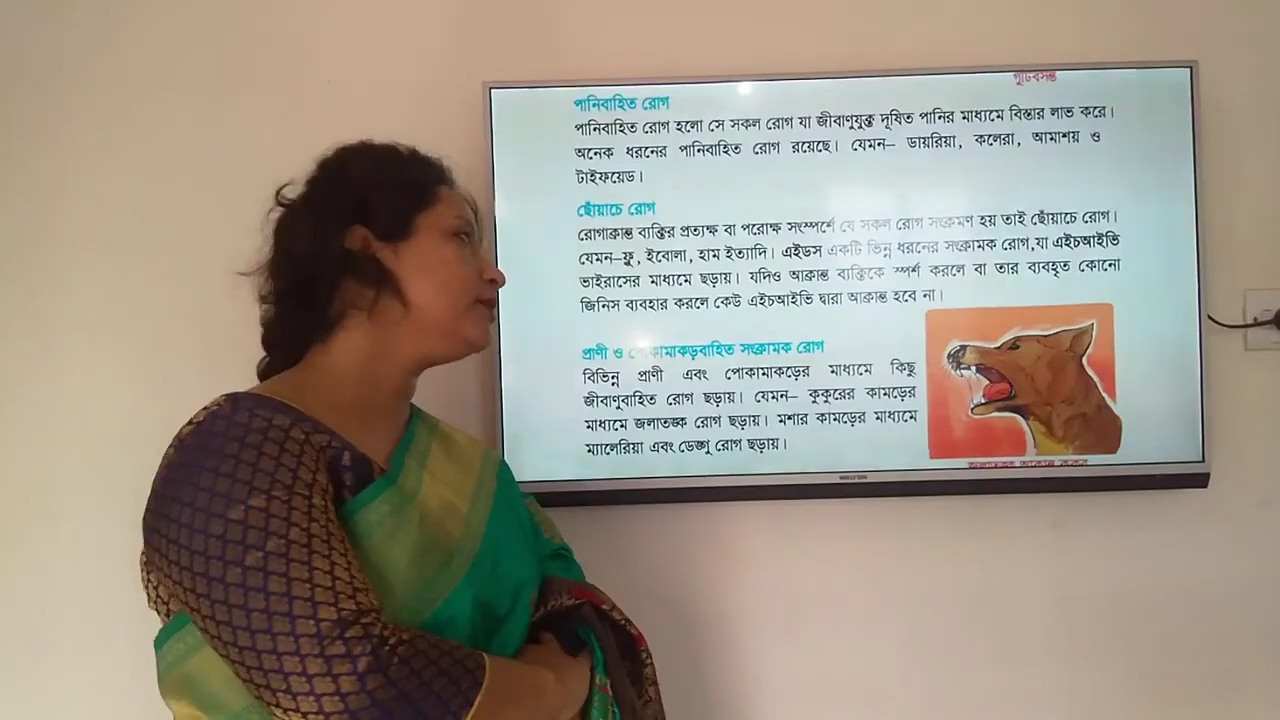 গুটিবসন্ত
পানিবাহিত রোগ
পানিবাহিত রোগ হলো সে সকল রোগ যা জীবাণুযুক্ত দূষিত পানির মাধ্যমে বিস্তার লাভ করে।
অনেক ধরনের পানিবাহিত রোগ রয়েছে। যেমন– ডায়রিয়া, কলেরা, আমাশয় ও
টাইফয়েড।
ছোঁয়াচে রোগ
রোগাক্রান্ত ব্যক্তির প্রত্যক্ষ বা পরোক্ষ সংস্পর্শে যে সকল রোগ সংক্রমণ হয় তাই ছোঁয়াচে রোগ।
যেমন–ফ্লু, ইবোলা, হাম ইত্যাদি। এইডস একটি ভিন্ন ধরনের সংক্রামক রোগ,যা এইচআইভি
ভাইরাসের মাধ্যমে ছড়ায়। যদিও আক্রান্ত ব্যক্তিকে স্পর্শ করলে বা তার ব্যবহৃত কোনো
জিনিস ব্যবহার করলে কেউ এইচআইভি দ্বারা আক্রান্ত হবে না।
প্রাণী ও পোকামাকড়বাহিত সংক্রামক রোগ
বিভিন্ন প্রাণী এবং পোকামাকড়ের মাধ্যমে কিছু
জীবাণুবাহিত রোগ ছড়ায়। যেমন– কুকুরের কামড়ের
মাধ্যমে জলাতঙ্ক রোগ ছড়ায়। মশার কামড়ের মাধ্যমে
ম্যালেরিয়া এবং ডেঙ্গু রোগ ছড়ায়।
WALTON